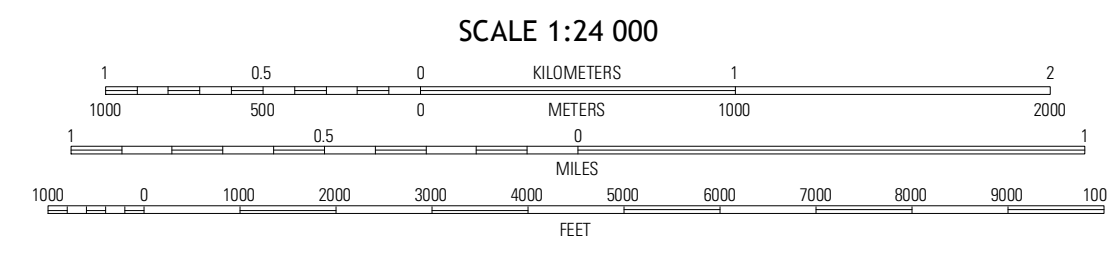 SCALE 1:24 000
1 0.5 0 KILOMETERS 1 2
1000 500 0 METERS 1000 2000
1 0.5 0 1
MILES
1000 0 1000 2000 3000 4000 5000 6000 7000 8000 9000 100
FEET